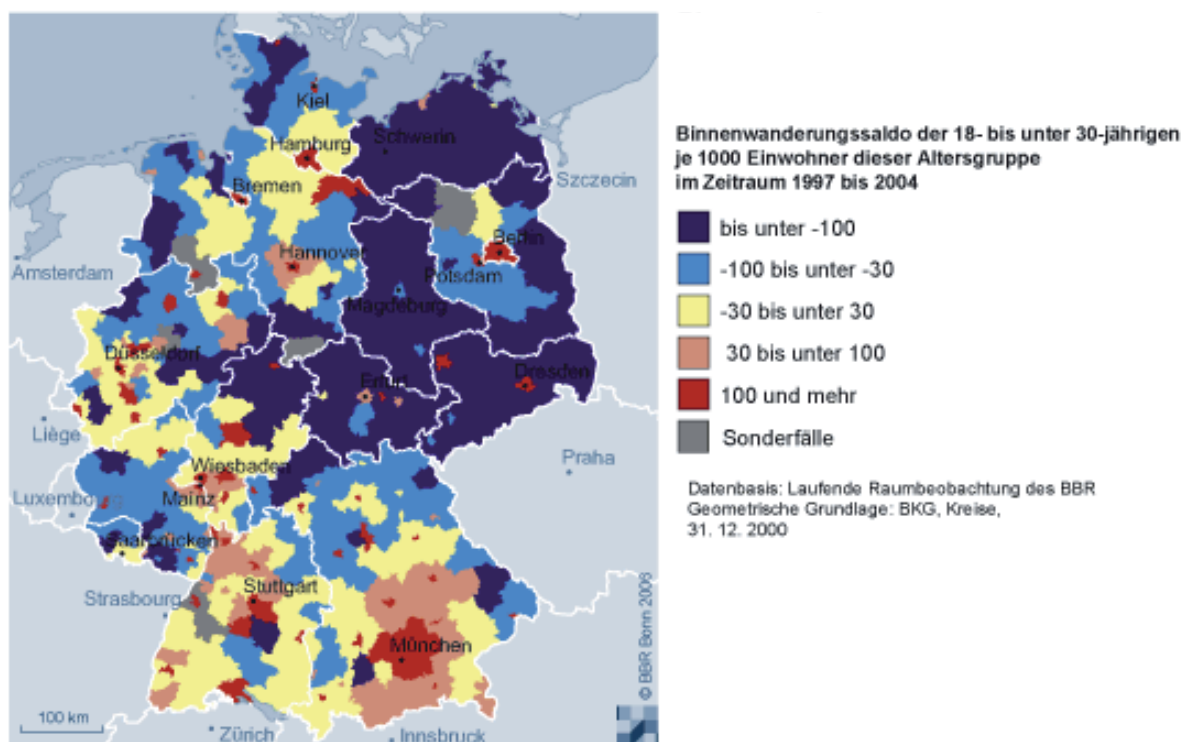 Kiel
Schwerin
Hamburg
Szczecin
Bremen
Berlin
Amsterdam
Hannover
Potsdam
Magdeburg
Düsseldorf
Dresden
Erfurt
Liège
Wiesbaden
Praha
Luxembourg
Mainz
Saarbrücken
Stuttgart
Strasbourg
München
100 km
Zürich
Innsbruck
© BBR Bonn 2006
Binnenwanderungssaldo der 18- bis unter 30-jährigen
je 1000 Einwohner dieser Altersgruppe
im Zeitraum 1997 bis 2004
bis unter -100
-100 bis unter -30
-30 bis unter 30
30 bis unter 100
100 und mehr
Sonderfälle
Datenbasis: Laufende Raumbeobachtung des BBR
Geometrische Grundlage: BKG, Kreise,
31. 12. 2000